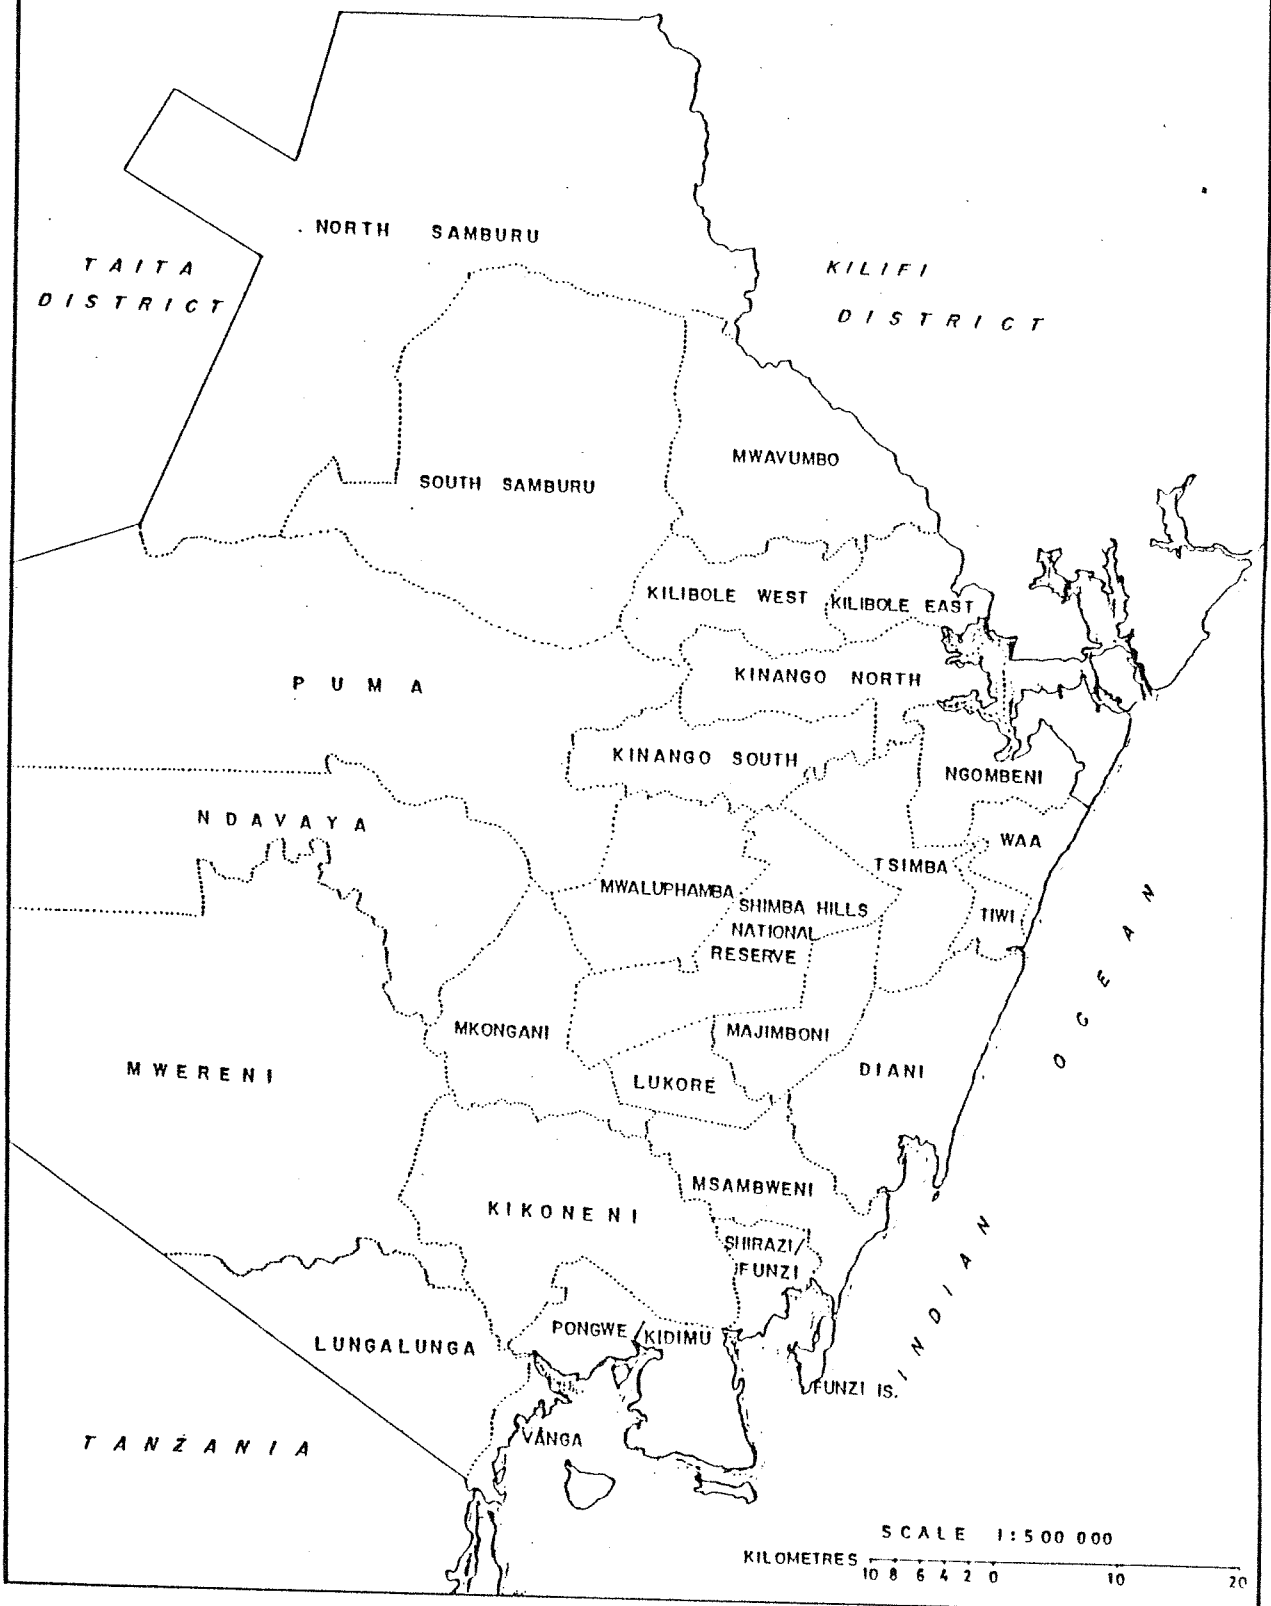 NORTH SAMBURU
TAITA
DISTRICT
KILIFI
DISTRICT
MWAVUMBO
SOUTH SAMBURU
KILIBOLE WEST
KILIBOLE EAST
KINANGO NORTH
PUMA
KINANGO SOUTH
NGOMBENI
NDAVAYA
WAA
TSIMBA
MWALUPHAMBA
SHIMBA HILLS
NATIONAL
RESERVE
TIWI
MKONGANI
MAJIMBONI
DIANI
MWERENI
LUKORE
MSAMBWENI
KIKONENI
SHIRAZI/
FUNZI
INDIAN OCEAN
PONGWE/KIDIMU
LUNGALUNGA
FUNZI IS.
TANZANIA
VANGA
SCALE 1:500 000
KILOMETRES 10 8 6 4 2 0 10 20